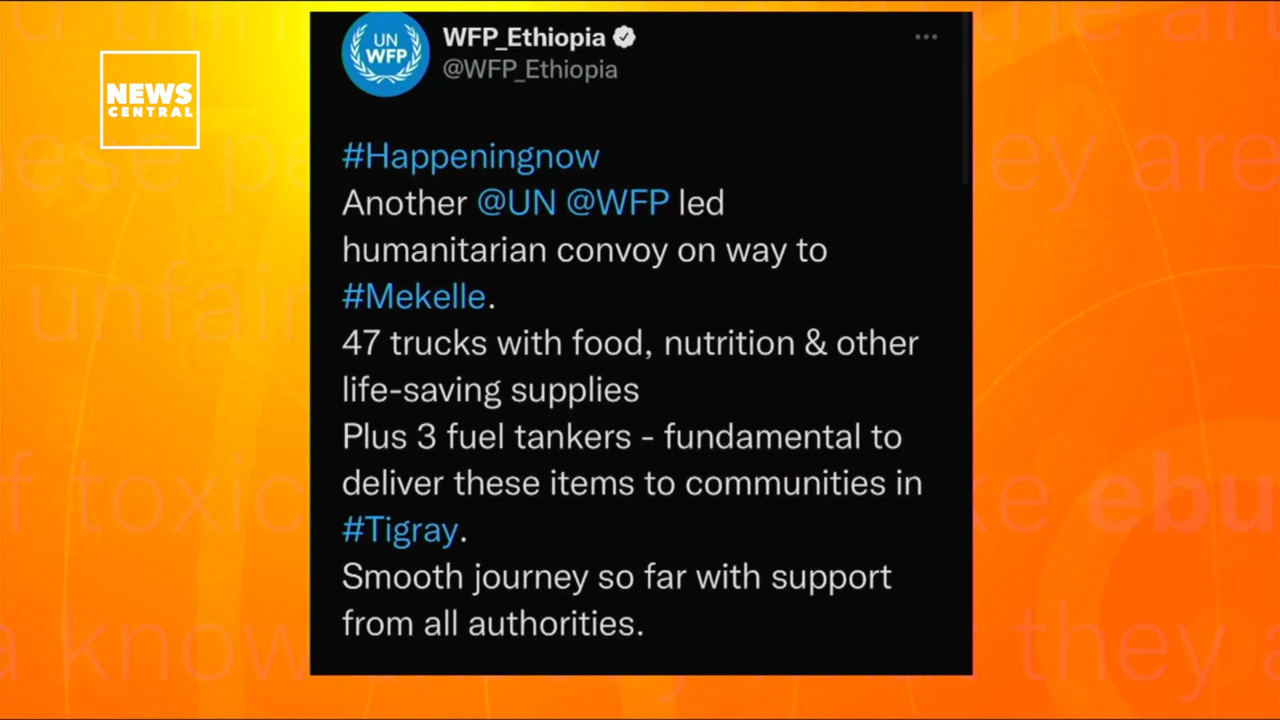 NEWS
CENTRAL
UN
WFP
WFP_Ethiopia
@WFP_Ethiopia
#Happeningnow
Another @UN @WFP led
humanitarian convoy on way to
#Mekelle.
47 trucks with food, nutrition & other
life-saving supplies
Plus 3 fuel tankers - fundamental to
deliver these items to communities in
#Tigray.
Smooth journey so far with support
from all authorities.